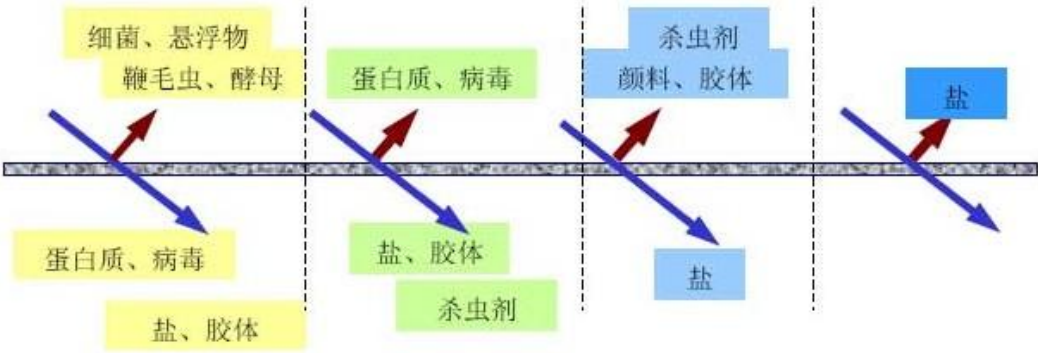 细菌、悬浮物
鞭毛虫、酵母
蛋白质、病毒
盐、胶体
蛋白质、病毒
盐、胶体
杀虫剂
杀虫剂
颜料、胶体
盐
盐